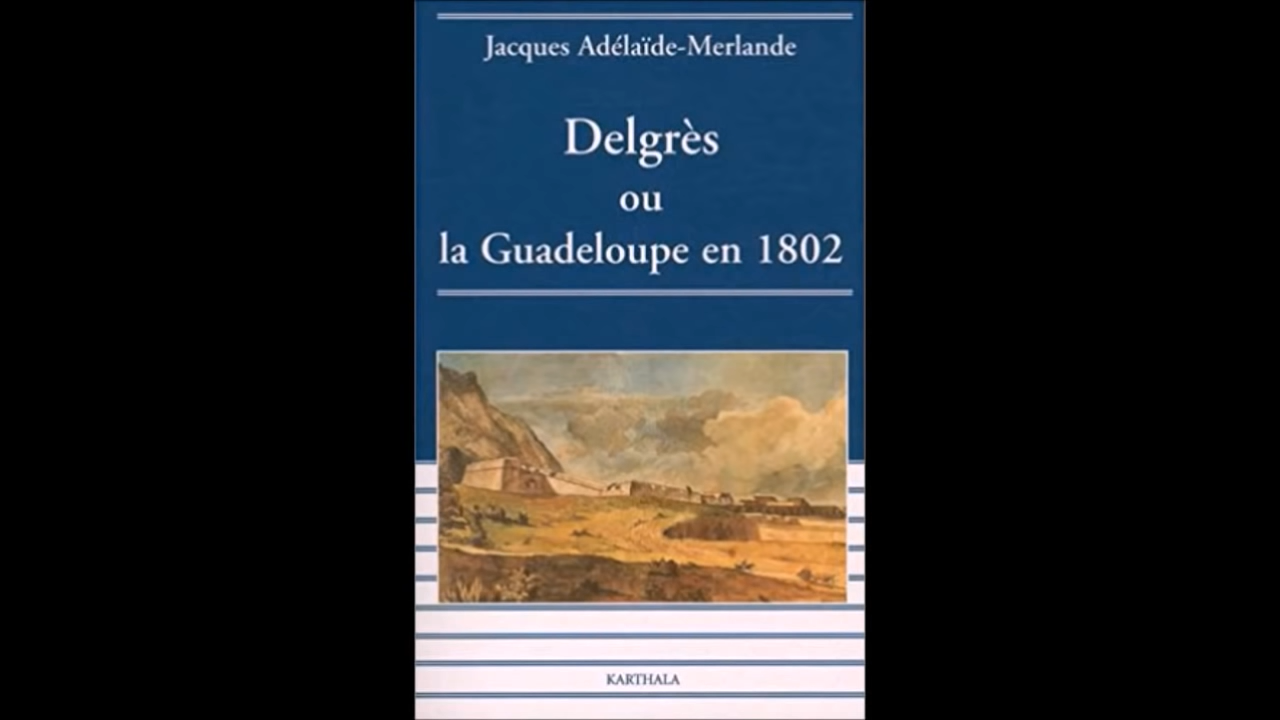 Jacques Adélaïde-Merlande
Delgrès
ou
la Guadeloupe en 1802
KARTHALA